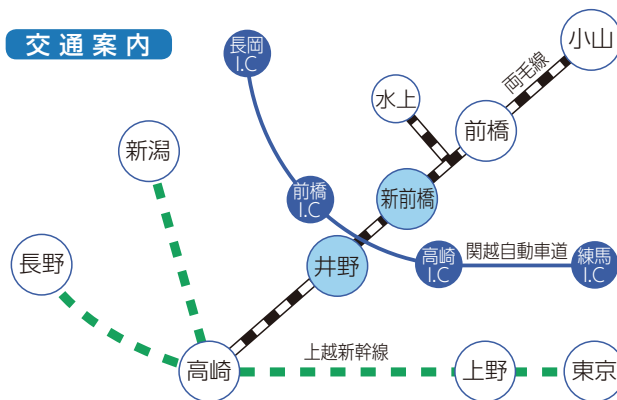 交通案内
長岡
I.C
小山
両毛線
水上
前橋
新潟
前橋
I.C
新前橋
長野
井野
高崎
I.C
関越自動車道
練馬
I.C
高崎
上越新幹線
上野
東京